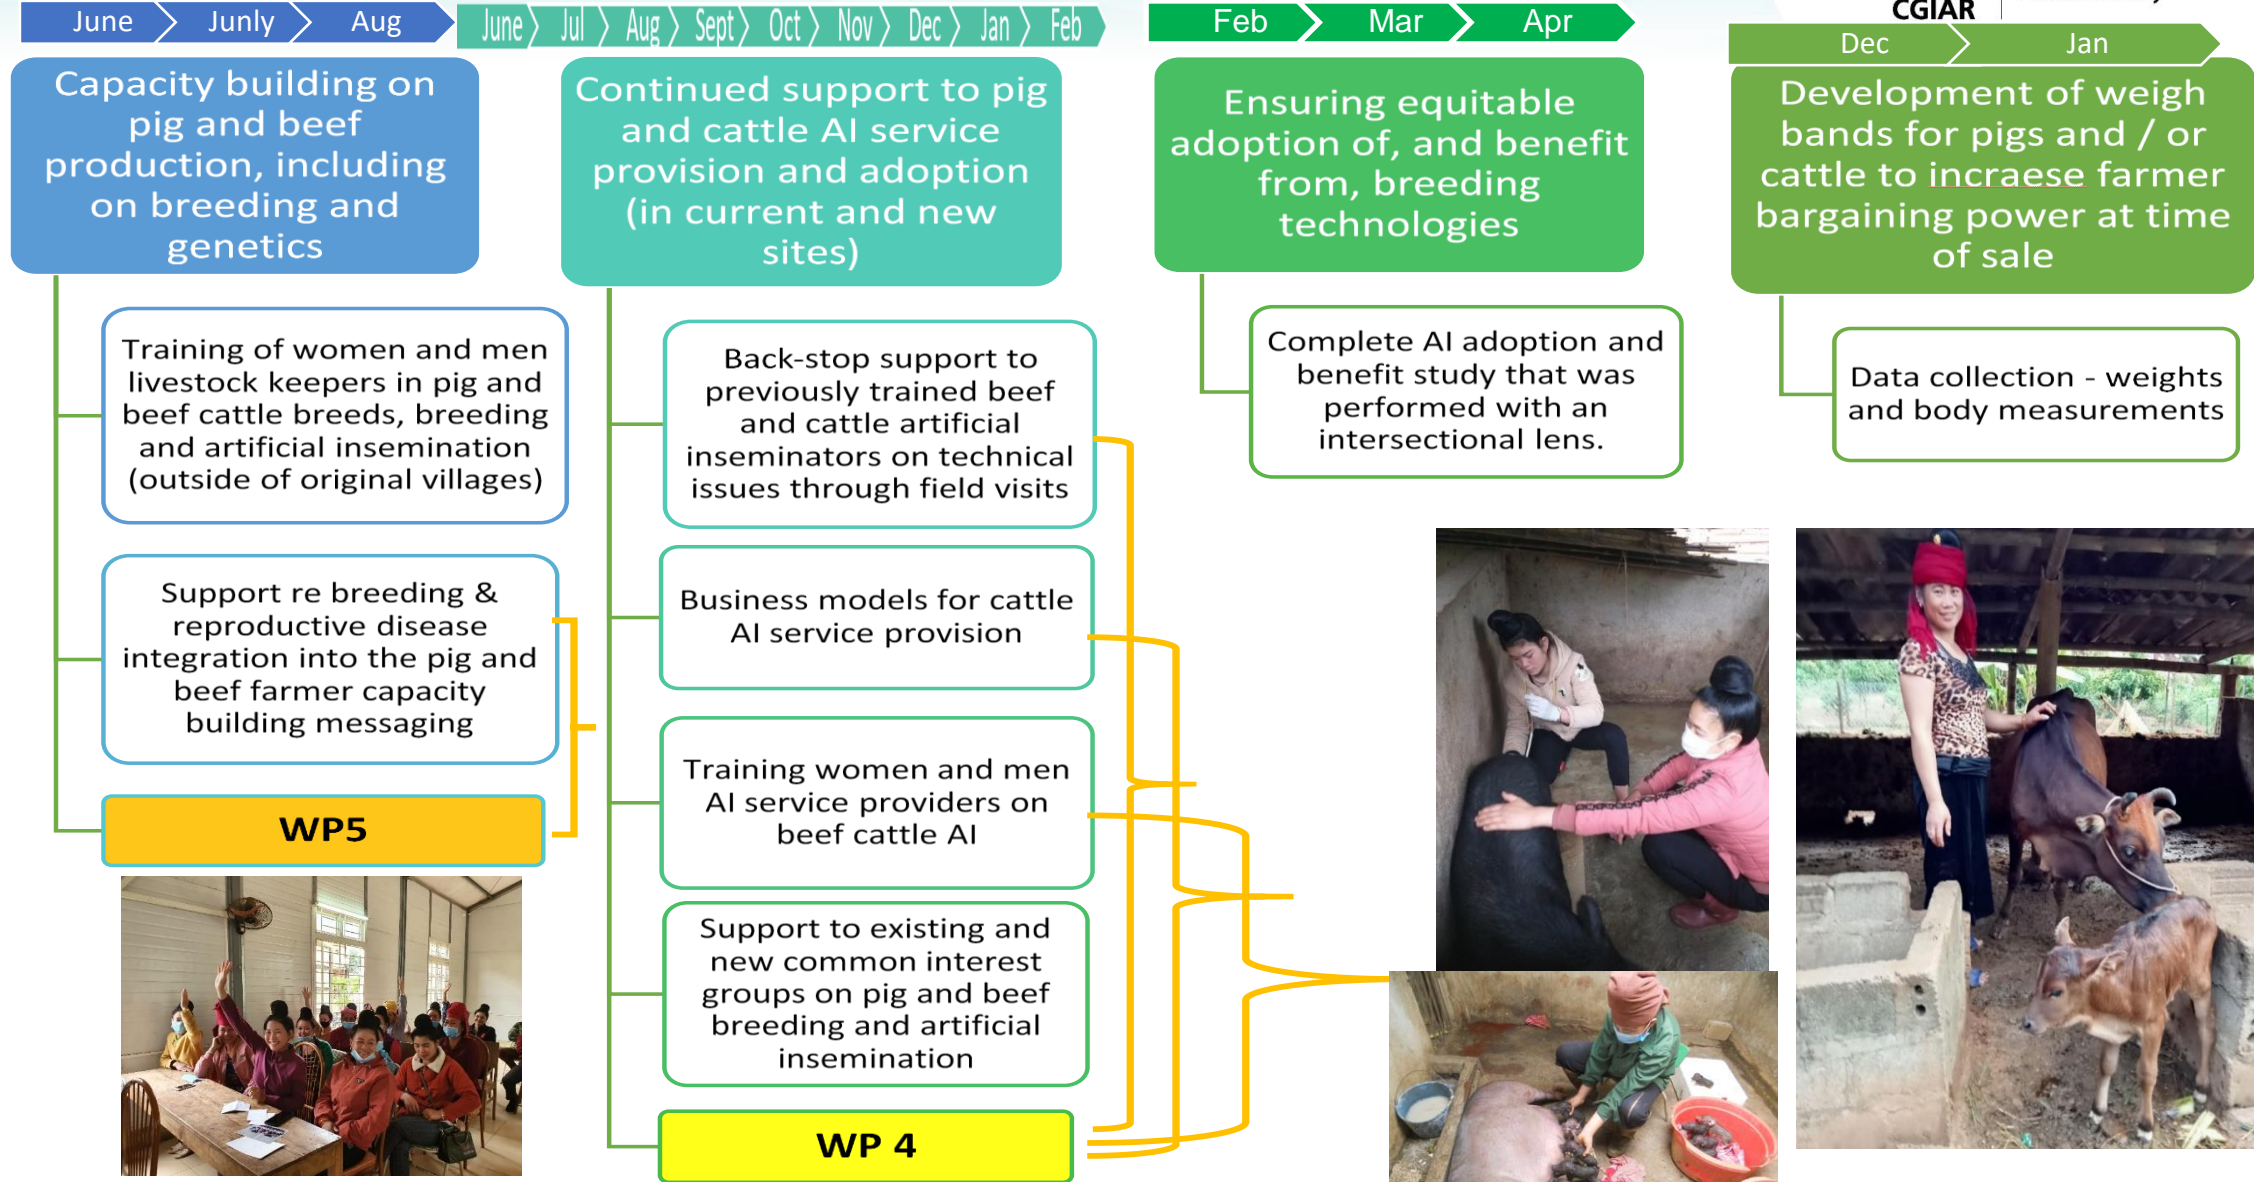 June Junly Aug
June Jul Aug Sept Oct Nov Dec Jan Feb
Feb Mar Apr
CGIAR
Dec Jan
Capacity building on
pig and beef
production, including
on breeding and
genetics
Training of women and men
livestock keepers in pig and
beef cattle breeds, breeding
and artificial insemination
(outside of original villages)
Support re breeding &
reproductive disease
integration into the pig and
beef farmer capacity
building messaging
WP5
Continued support to pig
and cattle AI service
provision and adoption
(in current and new
sites)
Back-stop support to
previously trained beef
and cattle artificial
inseminators on technical
issues through field visits
Business models for cattle
AI service provision
Training women and men
AI service providers on
beef cattle AI
Support to existing and
new common interest
groups on pig and beef
breeding and artificial
insemination
WP 4
Ensuring equitable
adoption of, and benefit
from, breeding
technologies
Complete AI adoption and
benefit study that was
performed with an
intersectional lens.
Development of weigh
bands for pigs and / or
cattle to incraese farmer
bargaining power at time
of sale
Data collection - weights
and body measurements